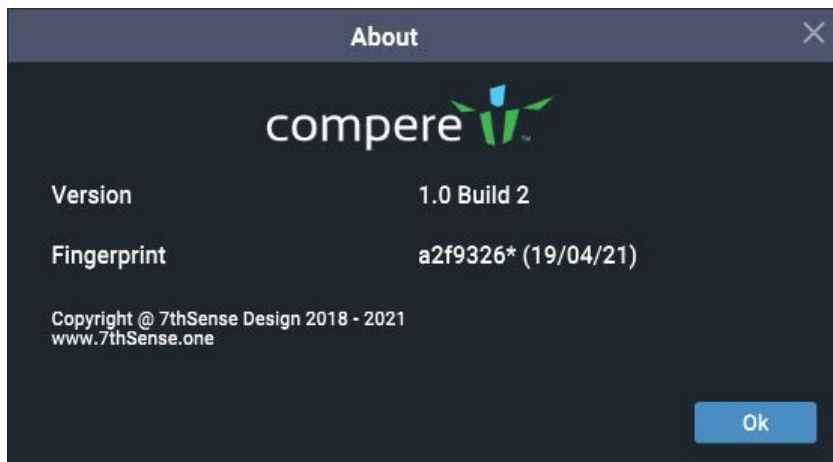 About
compere TM
Version 1.0 Build 2
Fingerprint a2f9326* (19/04/21)
Copyright @ 7thSense Design 2018 - 2021
www.7thSense.one
Ok